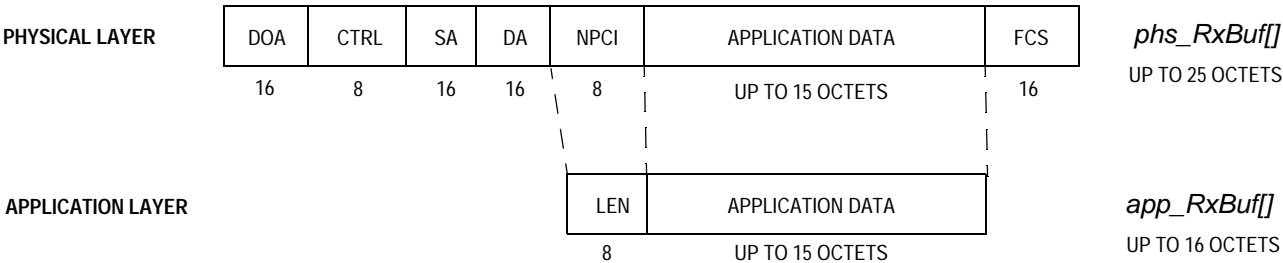 PHYSICAL LAYER DOA CTRL SA DA NPCI APPLICATION DATA FCS phs_RxBuf[]
16 8 16 16 8 UP TO 15 OCTETS 16 UP TO 25 OCTETS
APPLICATION LAYER LEN APPLICATION DATA app_RxBuf[]
8 UP TO 15 OCTETS UP TO 16 OCTETS